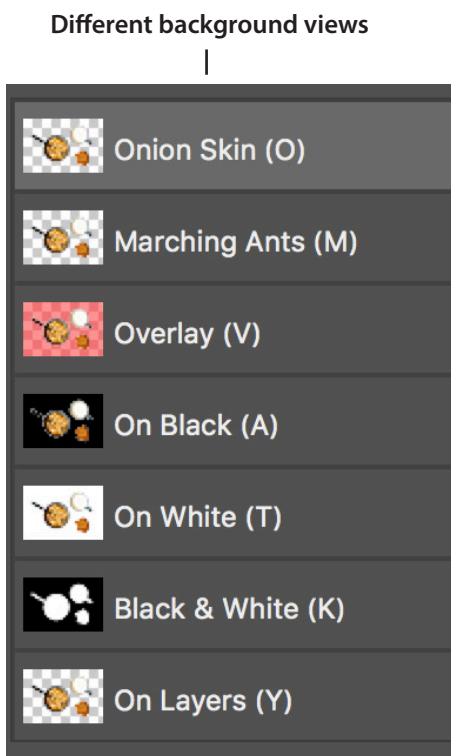 Different background views
Onion Skin (O)
Marching Ants (M)
Overlay (V)
On Black (A)
On White (T)
Black & White (K)
On Layers (Y)